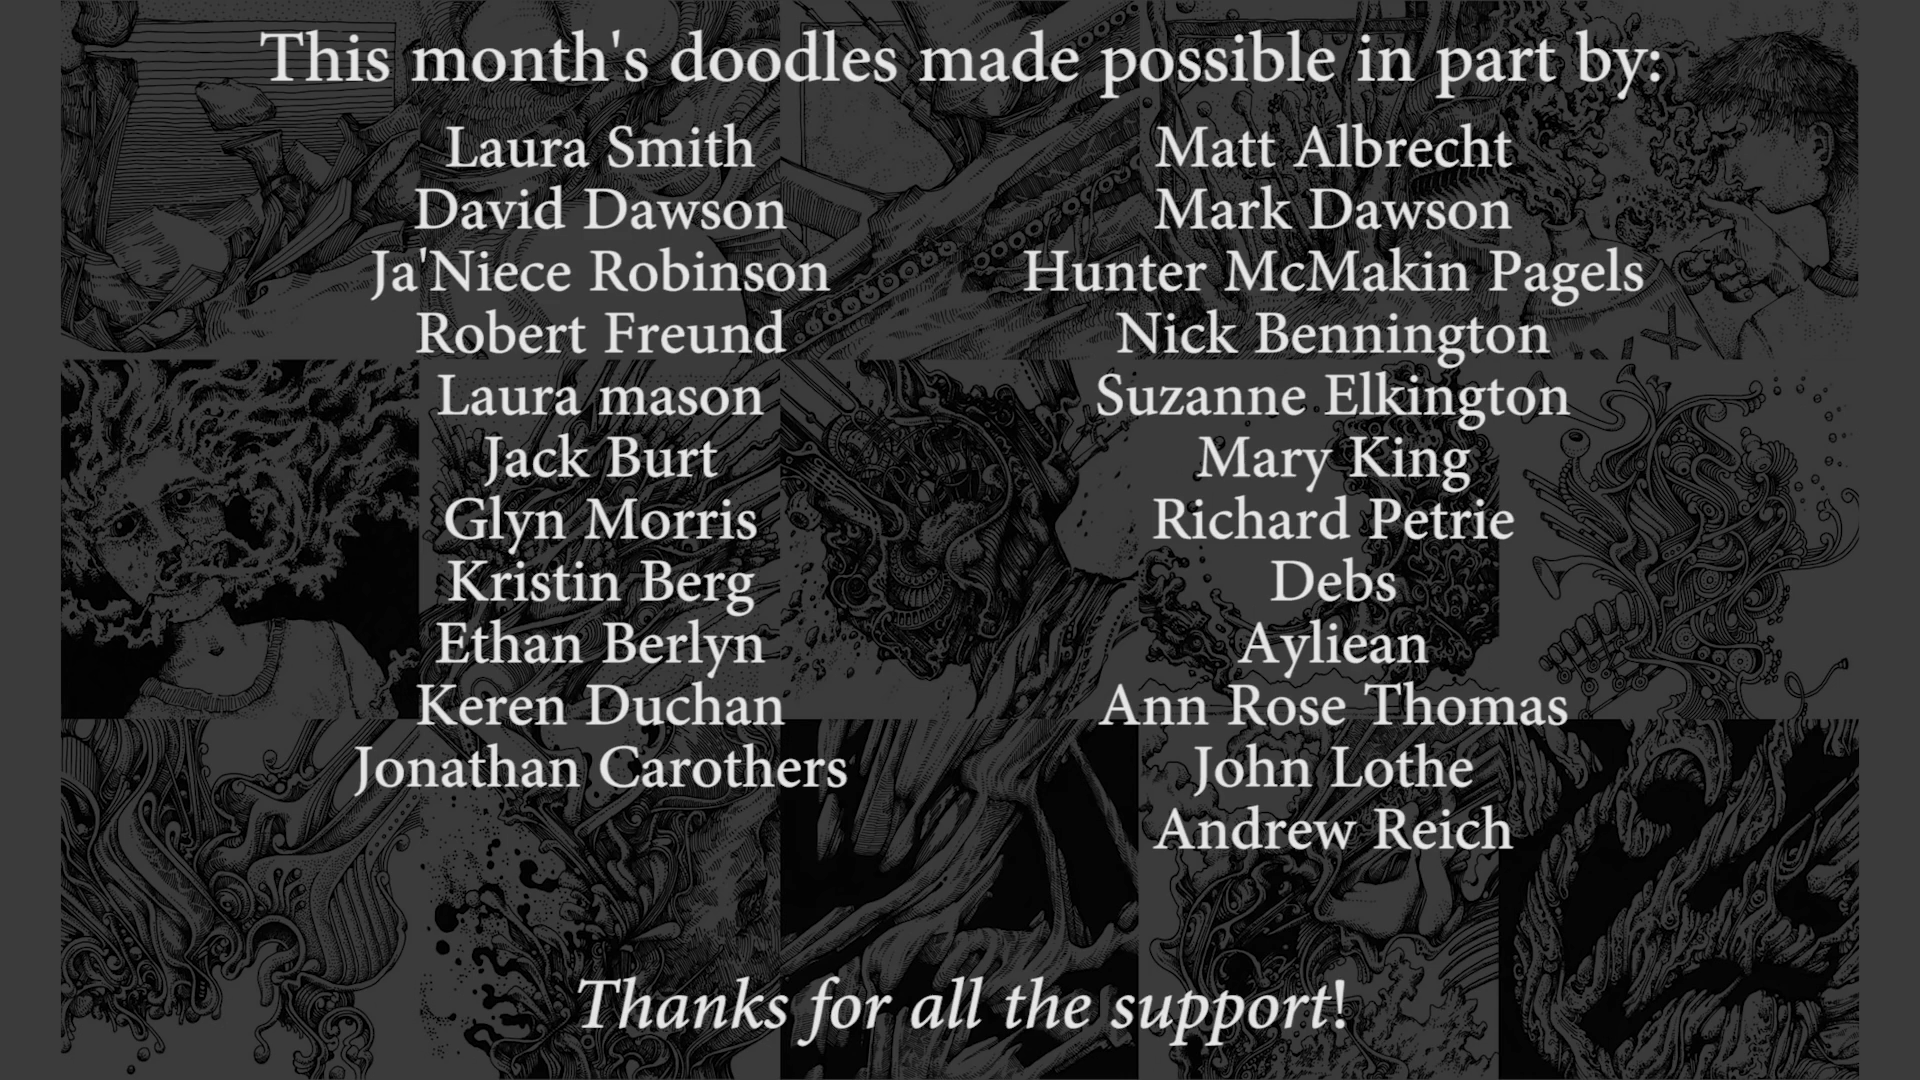 This month's doodles made possible in part by:
Laura Smith
David Dawson
Ja'Niece Robinson
Robert Freund
Laura mason
Jack Burt
Glyn Morris
Kristin Berg
Ethan Berlyn
Keren Duchan
Jonathan Carothers
Matt Albrecht
Mark Dawson
Hunter McMakin Pagels
Nick Bennington
Suzanne Elkington
Mary King
Richard Petrie
Debs
Ayliean
Ann Rose Thomas
John Lothe
Andrew Reich
Thanks for all the support!